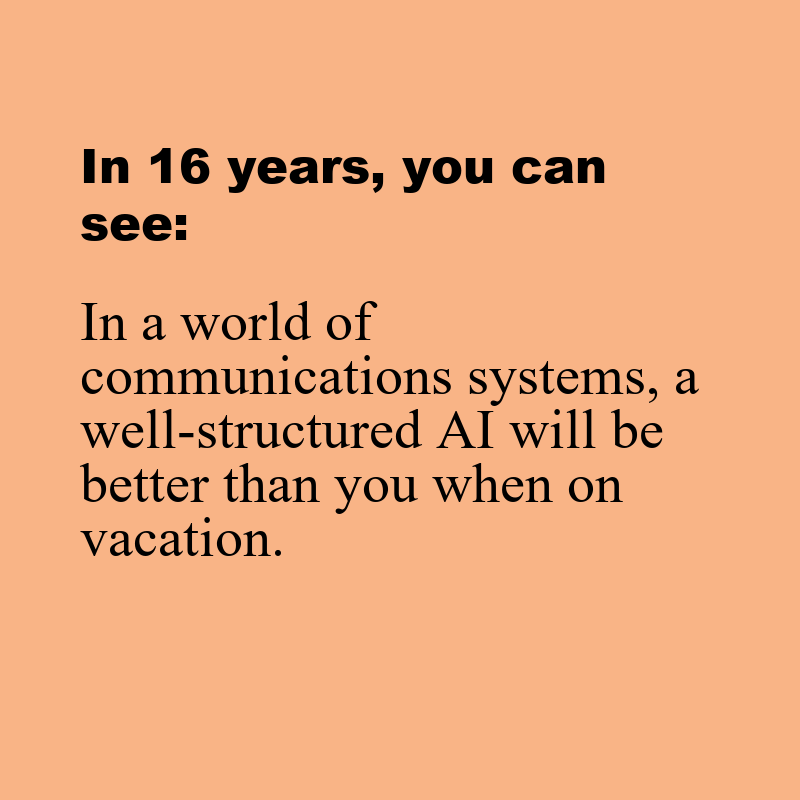 In 16 years, you can
see:
In a world of
communications systems, a
well-structured AI will be
better than you when on
vacation.